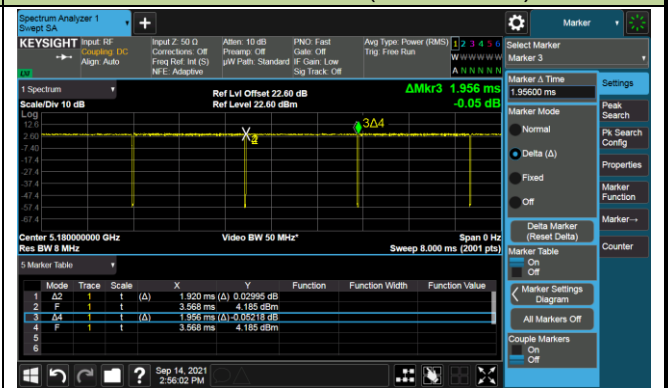 Spectrum Analyzer 1
Swept SA
Marker
KEYSIGHT Input: RF Input Z: 50 Ω Atten: 10 dB PNO: Fast Avg Type: Power (RMS) 1 2 3 4 5 6
Coupling: DC Corrections: Off Preamp: Off Gate: Off Trig: Free Run
Align: Auto Freq Ref: Int (S) µW Path: Standard IF Gain: Low W W W W W W
NFE: Adaptive Sig Track: Off A N N N N N
Select Marker
Marker 3
1 Spectrum Ref Lvl Offset 22.60 dB ΔMkr3 1.956 ms
Scale/Div 10 dB Ref Level 22.60 dBm -0.05 dB
Log
12.6
2.60
-7.40
-17.4
-27.4
-37.4
-47.4
-57.4
-67.4
2
3Δ4
Center 5.180000000 GHz Video BW 50 MHz* Span 0 Hz
Res BW 8 MHz Sweep 8.000 ms (2001 pts)
5 Marker Table
Mode Trace Scale X Y Function Function Width Function Value
1 Δ2 1 t (Δ) 1.920 ms (Δ) 0.02995 dB
2 F 1 t 3.568 ms 4.185 dBm
3 Δ4 1 t (Δ) 1.956 ms (Δ) -0.05218 dB
4 F 1 t 3.568 ms 4.185 dBm
5
6
Marker Δ Time
1.95600 ms
Marker Mode
Normal
Delta (Δ)
Fixed
Off
Delta Marker
(Reset Delta)
Marker Table
On
Off
Marker Settings
Diagram
All Markers Off
Couple Markers
On
Off
Settings
Peak
Search
Pk Search
Config
Properties
Marker
Function
Marker→
Counter
Sep 14, 2021
2:56:02 PM